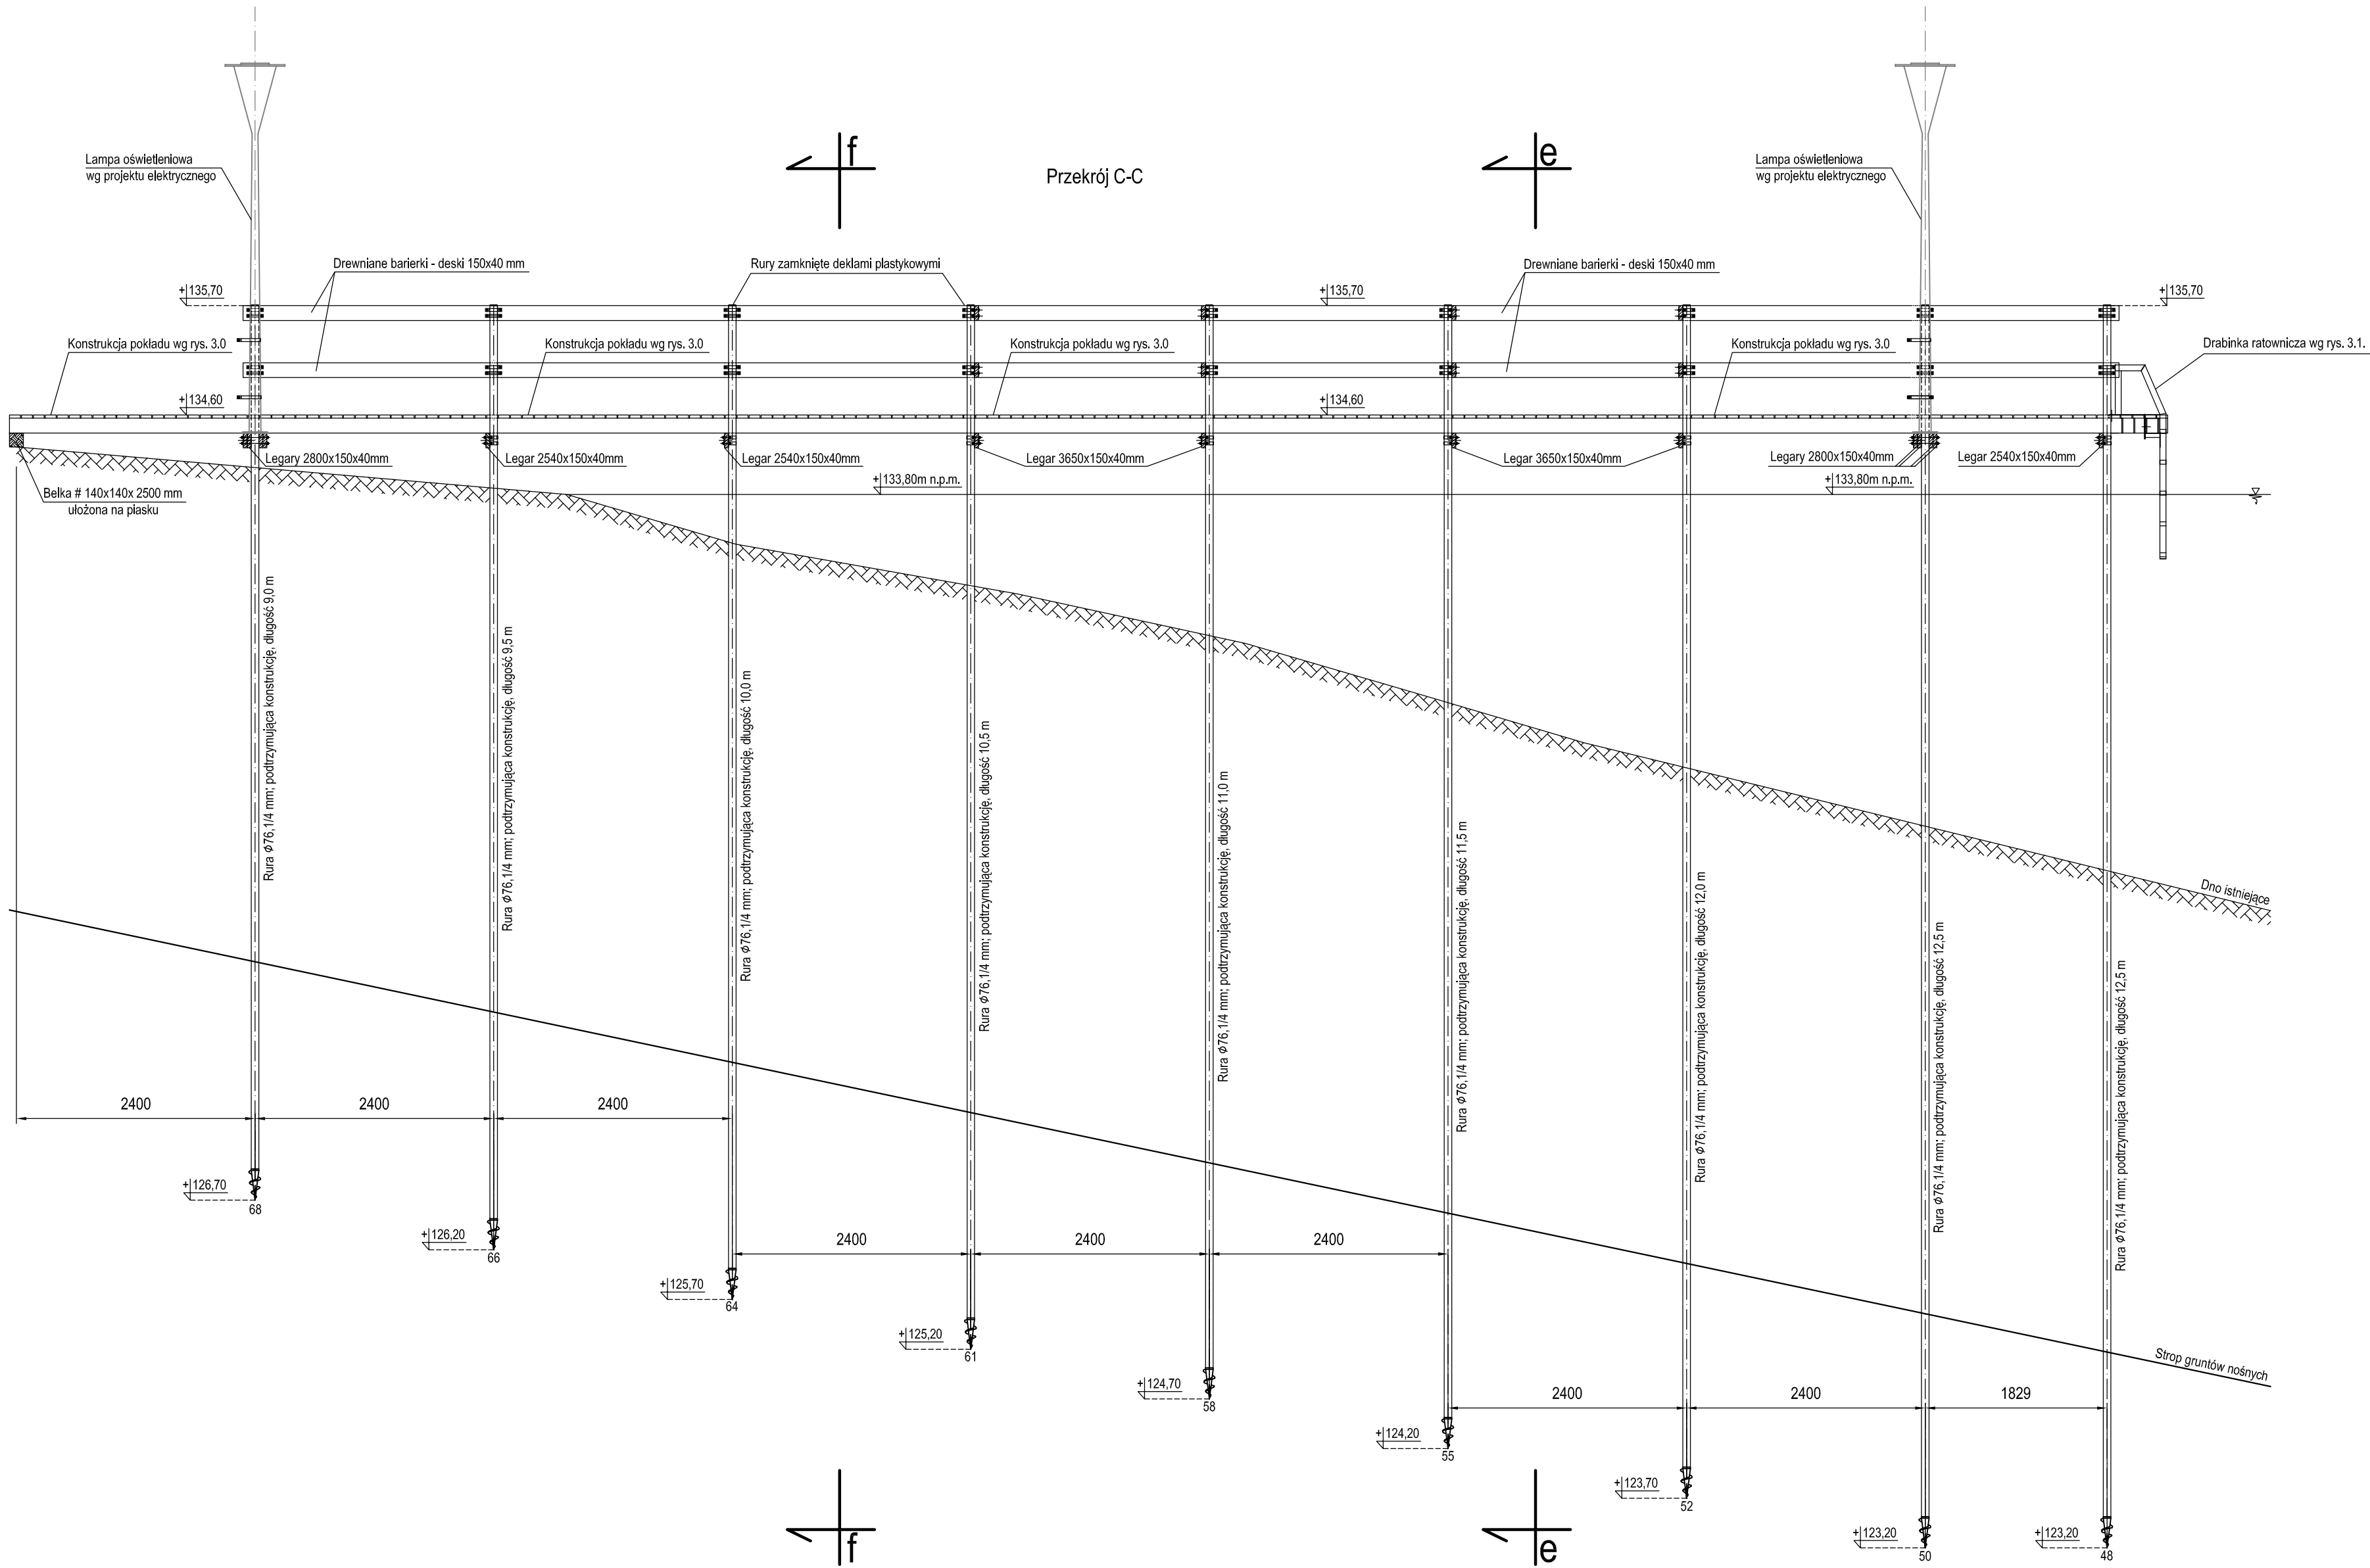 f
e
Przekrój C-C
Lampa oświetleniowa
wg projektu elektrycznego
Lampa oświetleniowa
wg projektu elektrycznego
Drewniane barierki - deski 150x40 mm
Rury zamknięte deklami plastykowymi
Drewniane barierki - deski 150x40 mm
+135,70
+135,70
+135,70
Konstrukcja pokładu wg rys. 3.0
Konstrukcja pokładu wg rys. 3.0
Konstrukcja pokładu wg rys. 3.0
Konstrukcja pokładu wg rys. 3.0
Drabinka ratownicza wg rys. 3.1.
+134,60
+134,60
Legary 2800x150x40mm
Legar 2540x150x40mm
Legar 2540x150x40mm
Legar 3650x150x40mm
Legar 3650x150x40mm
Legary 2800x150x40mm
Legar 2540x150x40mm
+133,80m n.p.m.
+133,80m n.p.m.
Belka # 140x140x 2500 mm
ułożona na piasku
Rura Φ76,1/4 mm; podtrzymująca konstrukcję, długość 9,0 m
Rura Φ76,1/4 mm; podtrzymująca konstrukcję, długość 9,5 m
Rura Φ76,1/4 mm; podtrzymująca konstrukcję, długość 10,0 m
Rura Φ76,1/4 mm; podtrzymująca konstrukcję, długość 10,5 m
Rura Φ76,1/4 mm; podtrzymująca konstrukcję, długość 11,0 m
Rura Φ76,1/4 mm; podtrzymująca konstrukcję, długość 11,5 m
Rura Φ76,1/4 mm; podtrzymująca konstrukcję, długość 12,0 m
Rura Φ76,1/4 mm; podtrzymująca konstrukcję, długość 12,5 m
Rura Φ76,1/4 mm; podtrzymująca konstrukcję, długość 12,5 m
Dno istniejące
2400
2400
2400
+126,70
68
+126,20
66
2400
2400
2400
+125,70
64
+125,20
61
Strop gruntów nośnych
+124,70
58
2400
2400
1829
+124,20
55
+123,70
52
+123,20
50
+123,20
48
f
e